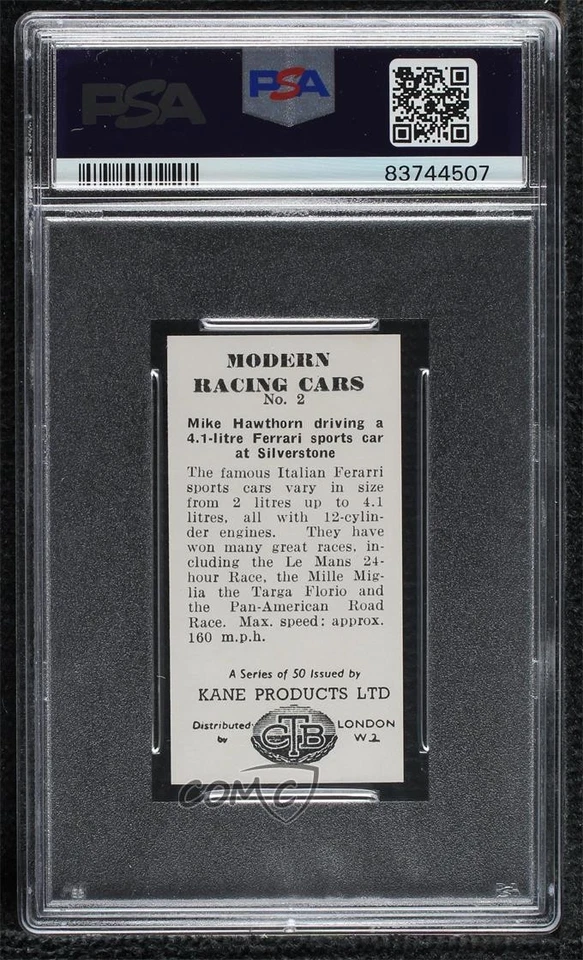 PSA
PSA
83744507
MODERN
RACING CARS
No. 2
Mike Hawthorn driving a
4.1-litre Ferrari sports car
at Silverstone
The famous Italian Ferarri
sports cars vary in size
from 2 litres up to 4.1
litres, all with 12-cylin-
der engines. They have
won many great races, in-
cluding the Le Mans 24-
hour Race, the Mille Mig-
lia the Targa Florio and
the Pan-American Road
Race. Max. speed: approx.
160 m.p.h.
A Series of 50 Issued by
KANE PRODUCTS LTD
Distributed by CTB LONDON W2
COMC